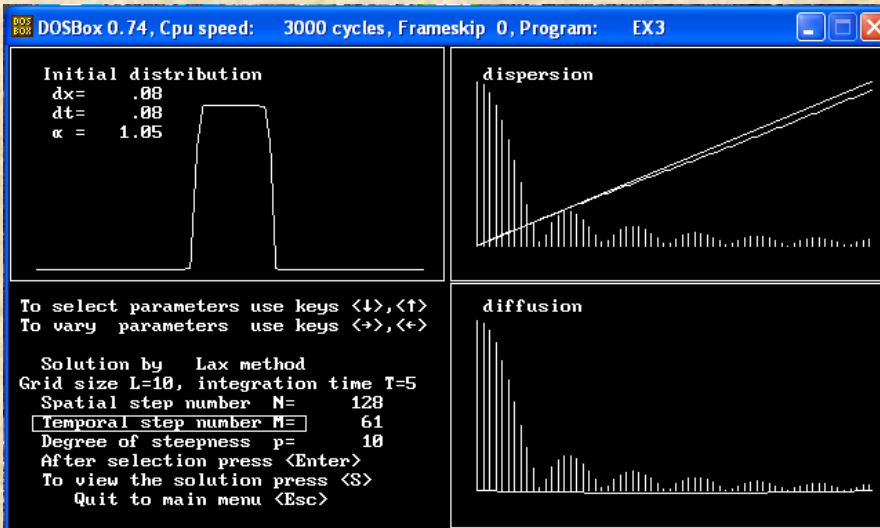 DOSBox 0.74, Cpu speed: 3000 cycles, Frameskip 0, Program: EX3
Initial distribution
dx= .08
dt= .08
α = 1.05
dispersion
To select parameters use keys <↓>,<↑>
To vary parameters use keys <→>,<←>
Solution by Lax method
Grid size L=10, integration time T=5
Spatial step number N= 128
Temporal step number M= 61
Degree of steepness p= 10
After selection press <Enter>
To view the solution press <S>
Quit to main menu <Esc>
diffusion